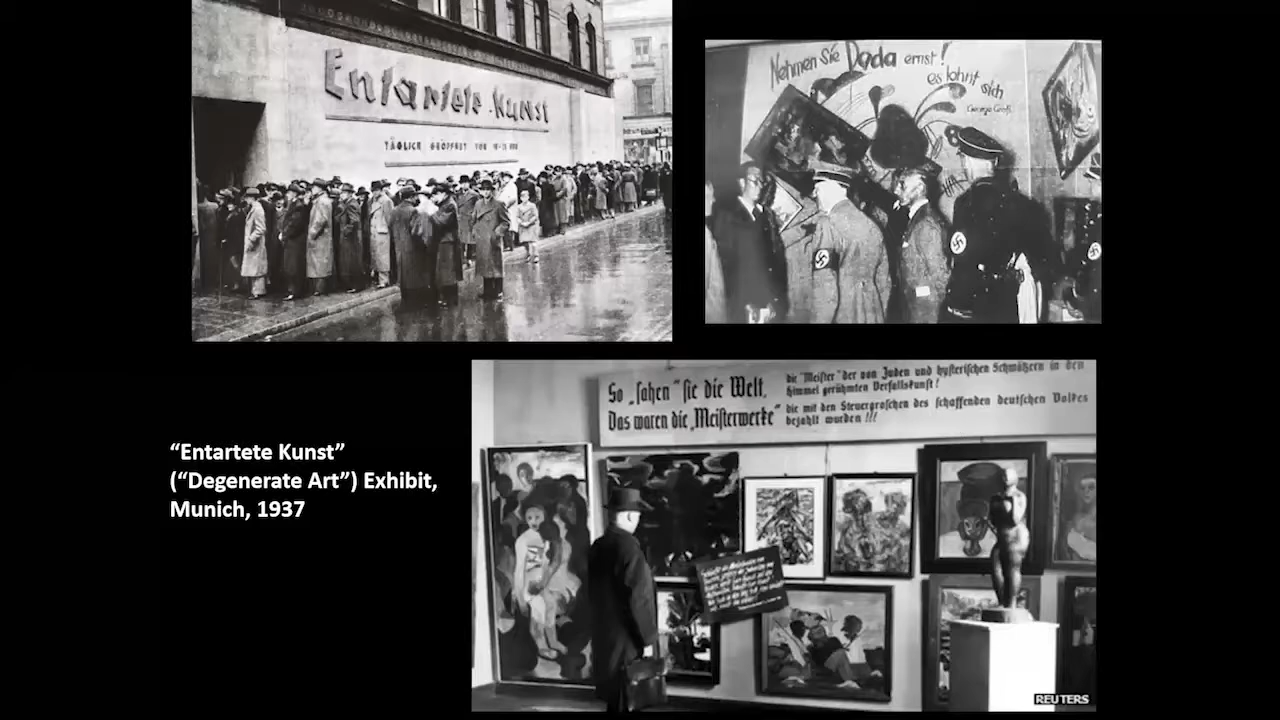 Entartete Kunst
TÄGLICH GEÖFFNET VON 10-21 UHR
Nehmen Sie Dada ernst!
es lohnt sich
George Groß
So „sahen“ sie die Welt,
Das waren die „Meisterwerke“
die "Meister" der von Juden und hysterischen Schwätzern in den
Himmel gerühmten Verfallskunst!
die mit den Steuergroschen des schaffenden deutschen Volkes
bezahlt wurden !!!
“Entartete Kunst”
(“Degenerate Art”) Exhibit,
Munich, 1937
REUTERS